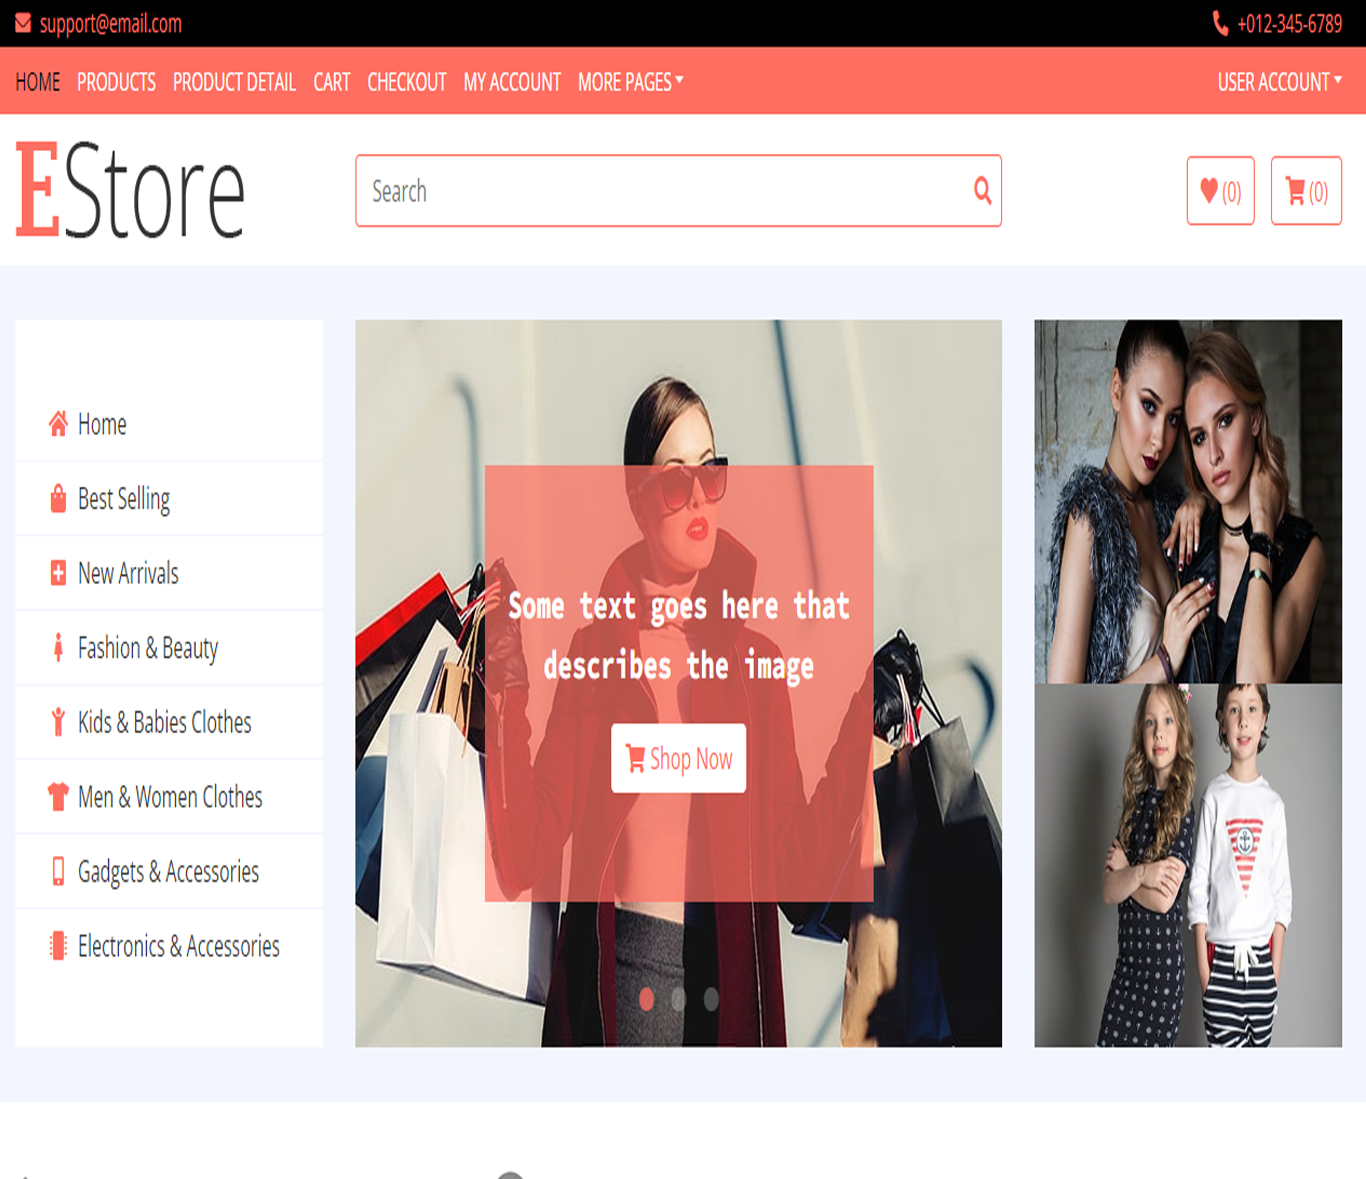 support@email.com
+012-345-6789
HOME PRODUCTS PRODUCT DETAIL CART CHECKOUT MY ACCOUNT MORE PAGES
USER ACCOUNT
EStore
Search
(0)
(0)
Home
Best Selling
New Arrivals
Fashion & Beauty
Kids & Babies Clothes
Men & Women Clothes
Gadgets & Accessories
Electronics & Accessories
Some text goes here that
describes the image
Shop Now